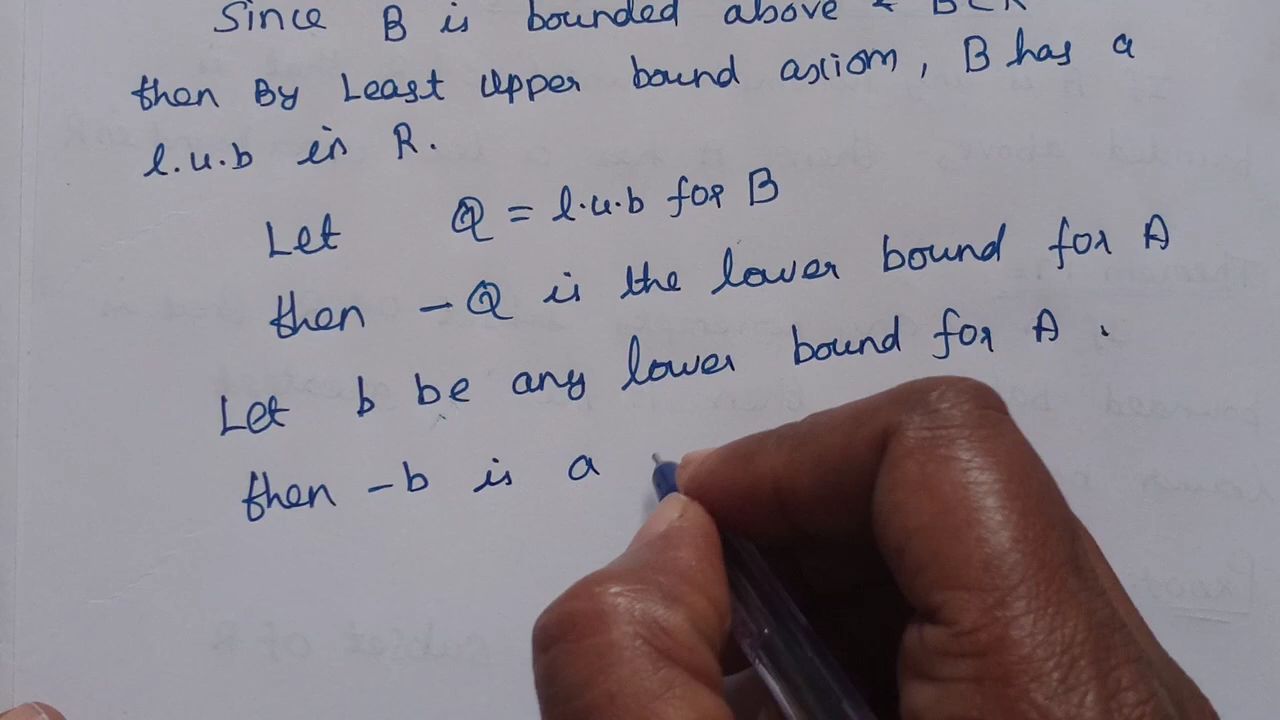 Since B is bounded above & B ⊂ R
then By Least Upper bound axiom, B has a
l.u.b in R.
Let Q = l.u.b for B
then - Q is the lower bound for A
Let b be any lower bound for A.
then -b is a